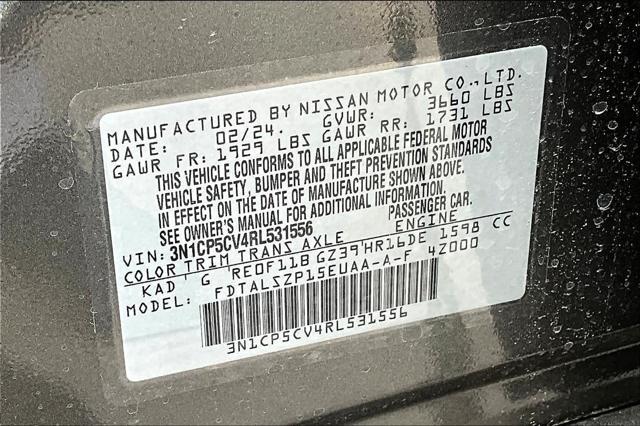 MANUFACTURED BY NISSAN MOTOR CO.,LTD.
DATE: 02/24. GVWR: 3660 LBS
GAWR FR: 1929 LBS GAWR RR: 1731 LBS
THIS VEHICLE CONFORMS TO ALL APPLICABLE FEDERAL MOTOR
VEHICLE SAFETY, BUMPER AND THEFT PREVENTION STANDARDS
IN EFFECT ON THE DATE OF MANUFACTURE SHOWN ABOVE.
SEE OWNER'S MANUAL FOR ADDITIONAL INFORMATION.
VIN: 3N1CP5CV4RL531556 PASSENGER CAR.
COLOR TRIM TRANS AXLE ENGINE
KAD G RE0F11B GZ39 HR16DE 1598 CC
MODEL: FDTALSZP15EUAA-A-F 4Z000
3N1CP5CV4RL531556